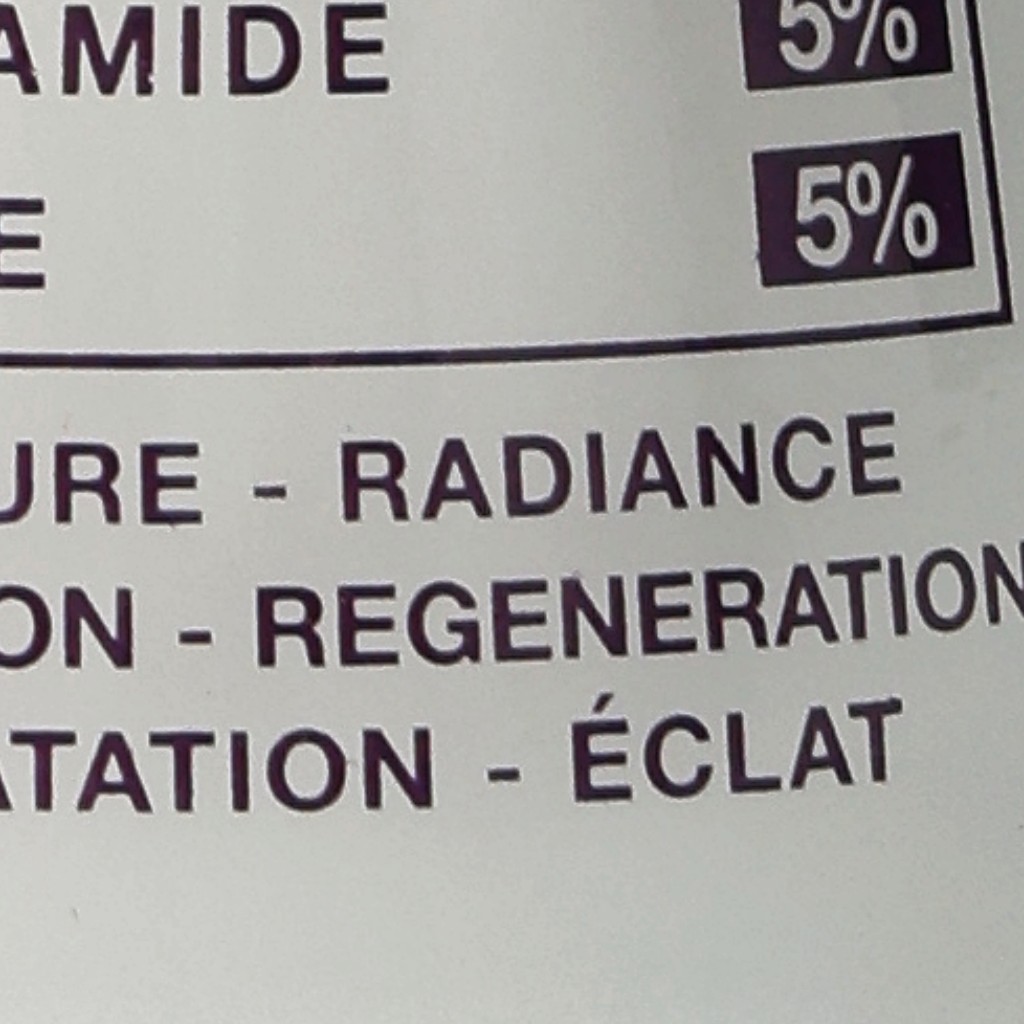 AMIDE 5%
E 5%
URE - RADIANCE
ON - REGENERATION
ATATION - ÉCLAT